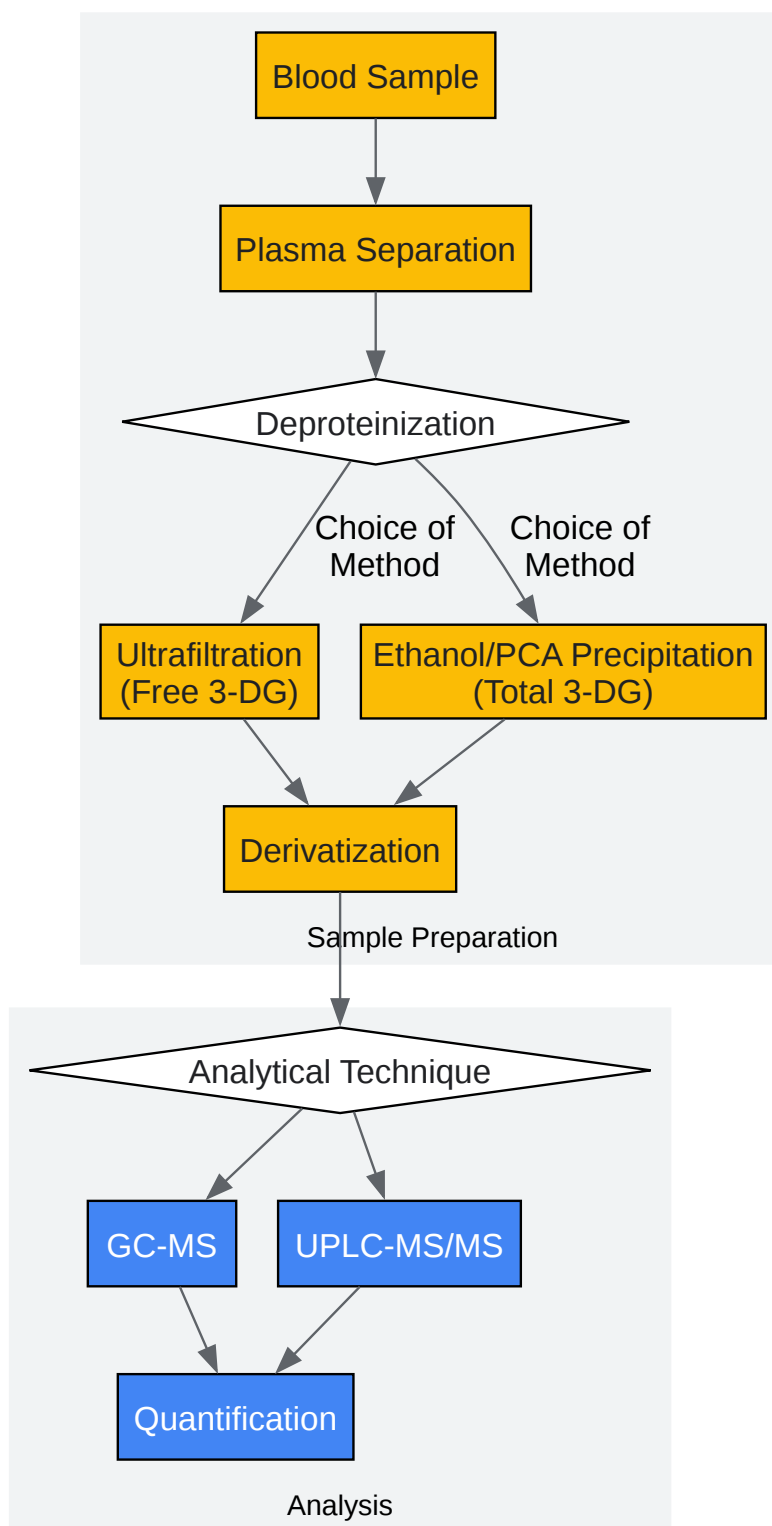 Blood Sample
Plasma Separation
Deproteinization
Choice of
Method
Choice of
Method
Ultrafiltration
(Free 3-DG)
Ethanol/PCA Precipitation
(Total 3-DG)
Derivatization
Sample Preparation
Analytical Technique
GC-MS
UPLC-MS/MS
Quantification
Analysis